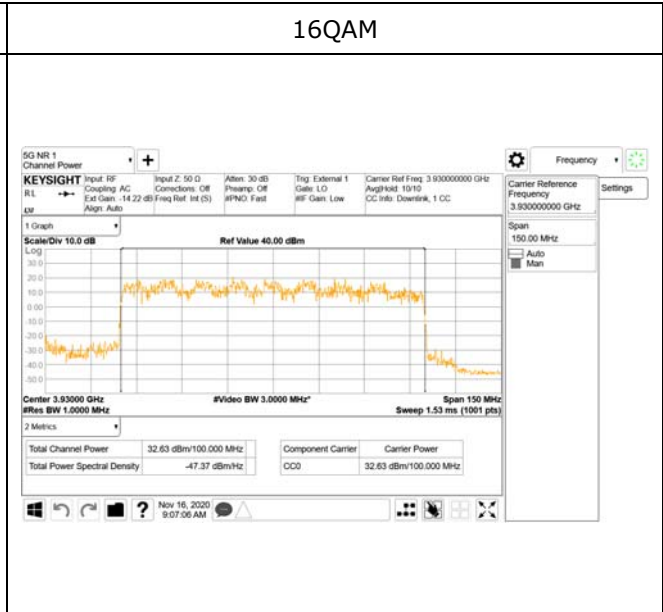 16QAM
5G NR 1
Channel Power
Frequency
KEYSIGHT Input: RF Input Z: 50 Ω Atten: 30 dB Trig: External 1 Carrier Ref Freq: 3.930000000 GHz
RL Coupling: AC Corrections: Off Preamp: Off Gate: LO Avg|Hold: 10/10
Ext Gain: -14.22 dB Freq Ref: Int (S) #PNO: Fast #IF Gain: Low CC Info: Downlink, 1 CC
Align: Auto
Carrier Reference
Frequency
3.930000000 GHz
Settings
Span
150.00 MHz
Auto
Man
1 Graph
Scale/Div 10.0 dB Ref Value 40.00 dBm
Log
30.0
20.0
10.0
0.00
-10.0
-20.0
-30.0
-40.0
-50.0
Center 3.93000 GHz #Video BW 3.0000 MHz* Span 150 MHz
#Res BW 1.0000 MHz Sweep 1.53 ms (1001 pts)
2 Metrics
Total Channel Power 32.63 dBm/100.000 MHz Component Carrier Carrier Power
Total Power Spectral Density -47.37 dBm/Hz CC0 32.63 dBm/100.000 MHz
? Nov 16, 2020
9:07:06 AM